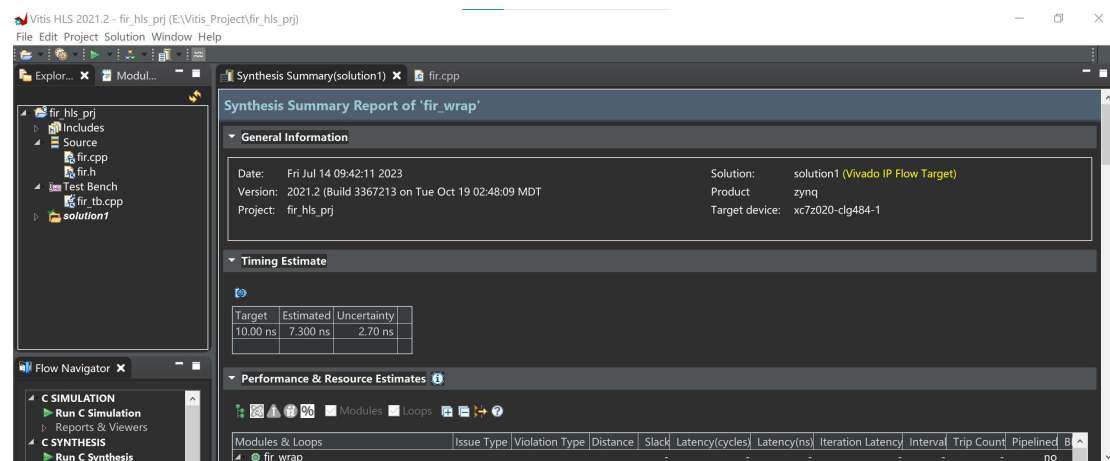 Vitis HLS 2021.2 - fir_hls_prj (E:\Vitis_Project\fir_hls_prj)
File Edit Project Solution Window Help
Explor... Modul...
Synthesis Summary(solution1) fir.cpp
fir_hls_prj
Includes
Source
fir.cpp
fir.h
Test Bench
fir_tb.cpp
solution1
Synthesis Summary Report of 'fir_wrap'
General Information
Date: Fri Jul 14 09:42:11 2023
Version: 2021.2 (Build 3367213 on Tue Oct 19 02:48:09 MDT
Project: fir_hls_prj
Solution: solution1 (Vivado IP Flow Target)
Product zynq
Target device: xc7z020-clg484-1
Timing Estimate
Target Estimated Uncertainty
10.00 ns 7.300 ns 2.70 ns
Flow Navigator
C SIMULATION
Run C Simulation
Reports & Viewers
C SYNTHESIS
Run C Synthesis
Performance & Resource Estimates
% Modules Loops
Modules & Loops Issue Type Violation Type Distance Slack Latency(cycles) Latency(ns) Iteration Latency Interval Trip Count Pipelined B
fir_wrap - - - - - - no